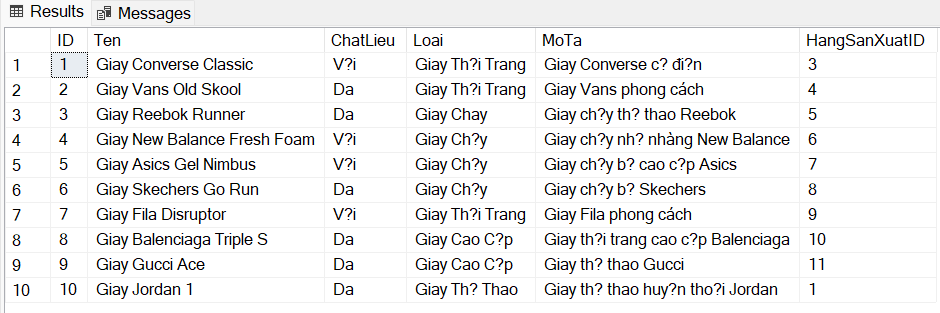 Results Messages
ID Ten ChatLieu Loai MoTa HangSanXuatID
1 1 Giay Converse Classic V?i Giay Th?i Trang Giay Converse c? đi?n 3
2 2 Giay Vans Old Skool Da Giay Th?i Trang Giay Vans phong cách 4
3 3 Giay Reebok Runner Da Giay Chay Giay ch?y th? thao Reebok 5
4 4 Giay New Balance Fresh Foam V?i Giay Ch?y Giay ch?y nh? nhàng New Balance 6
5 5 Giay Asics Gel Nimbus V?i Giay Ch?y Giay ch?y b? cao c?p Asics 7
6 6 Giay Skechers Go Run Da Giay Ch?y Giay ch?y b? Skechers 8
7 7 Giay Fila Disruptor V?i Giay Th?i Trang Giay Fila phong cách 9
8 8 Giay Balenciaga Triple S Da Giay Cao C?p Giay th?i trang cao c?p Balenciaga 10
9 9 Giay Gucci Ace Da Giay Cao C?p Giay th? thao Gucci 11
10 10 Giay Jordan 1 Da Giay Th? Thao Giay th? thao huy?n tho?i Jordan 1